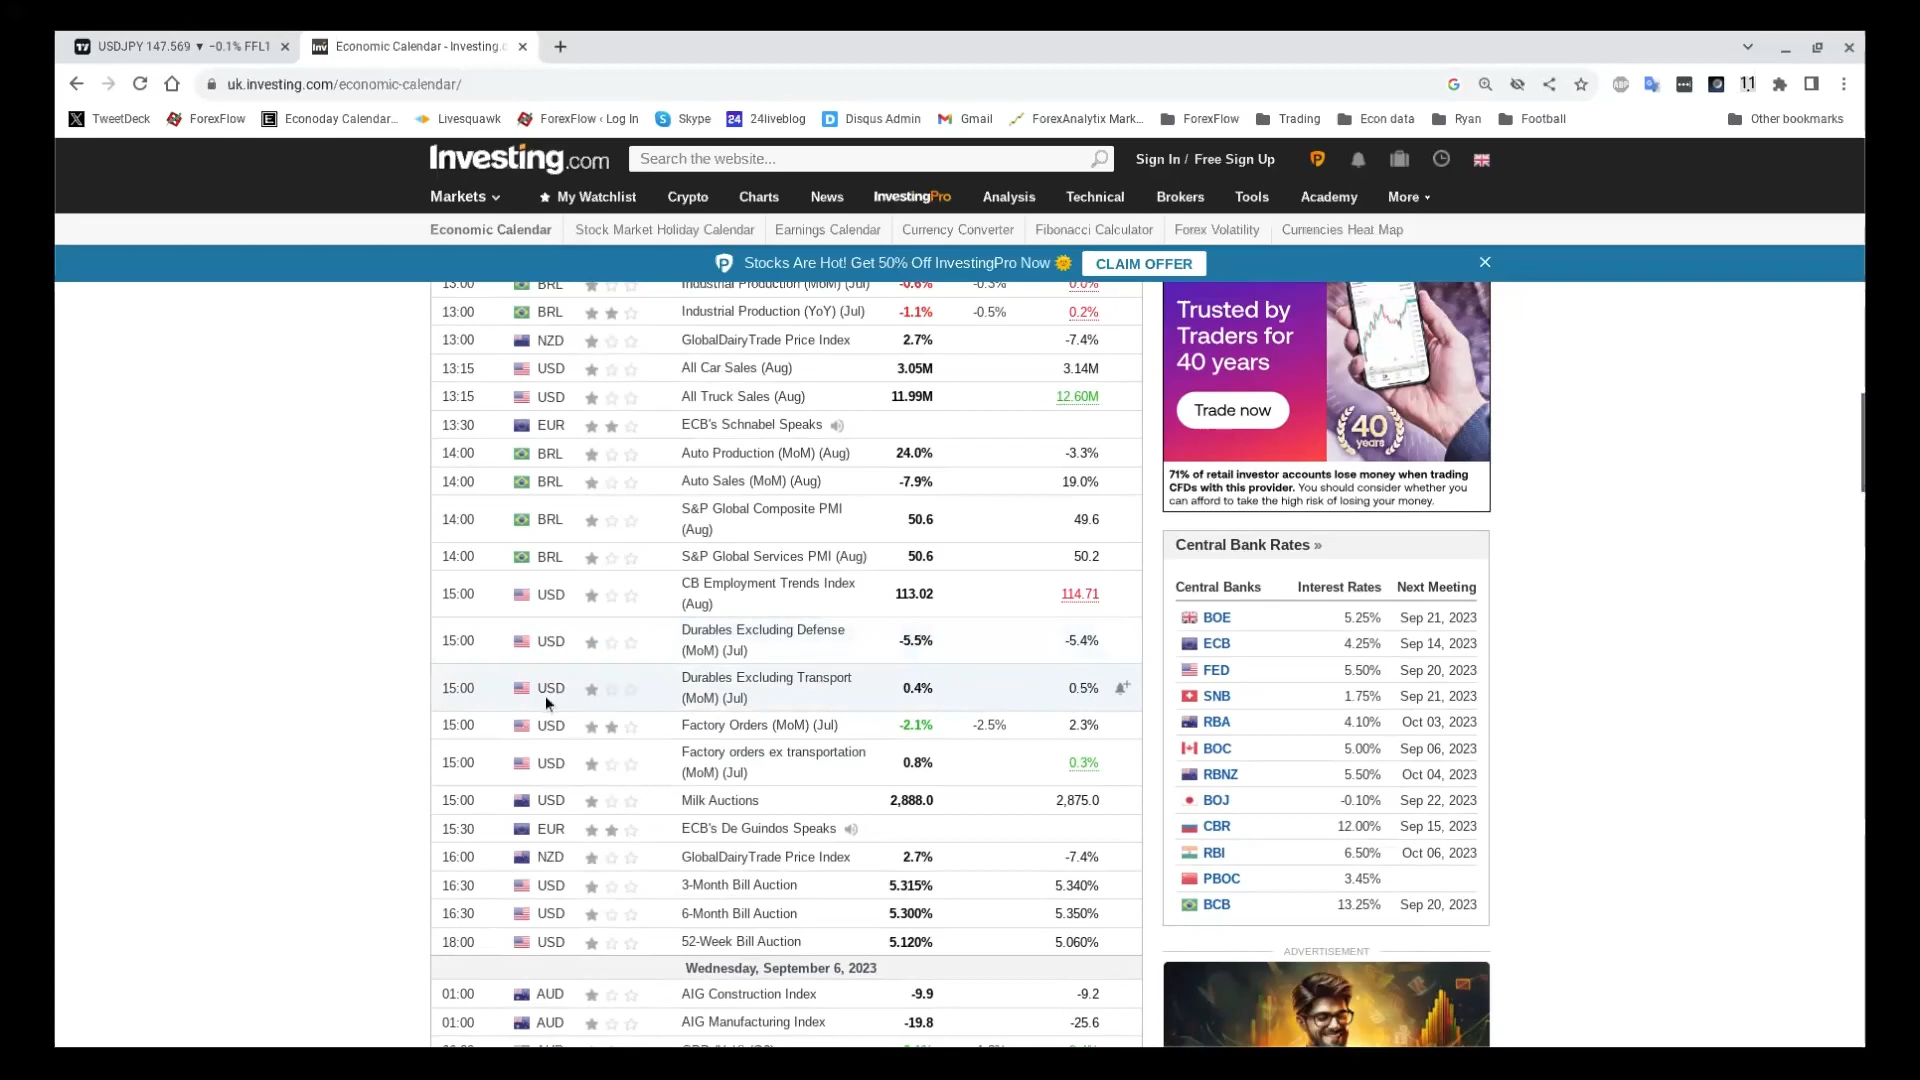 USDJPY 147.569 ▼ −0.1% FFL1
Economic Calendar - Investing.c
uk.investing.com/economic-calendar/
TweetDeck ForexFlow Econoday Calendar... Livesquawk ForexFlow ‹ Log In Skype 24liveblog Disqus Admin Gmail ForexAnalytix Mark... ForexFlow Trading Econ data Ryan Football Other bookmarks
Investing.com Search the website... Sign In / Free Sign Up
Markets My Watchlist Crypto Charts News InvestingPro Analysis Technical Brokers Tools Academy More
Economic Calendar Stock Market Holiday Calendar Earnings Calendar Currency Converter Fibonacci Calculator Forex Volatility Currencies Heat Map
Stocks Are Hot! Get 50% Off InvestingPro Now CLAIM OFFER
13:00 BRL Industrial Production (MoM) (Jul) -0.6% -0.3% 0.0%
13:00 BRL Industrial Production (YoY) (Jul) -1.1% -0.5% 0.2%
13:00 NZD GlobalDairyTrade Price Index 2.7% -7.4%
13:15 USD All Car Sales (Aug) 3.05M 3.14M
13:15 USD All Truck Sales (Aug) 11.99M 12.60M
13:30 EUR ECB's Schnabel Speaks
14:00 BRL Auto Production (MoM) (Aug) 24.0% -3.3%
14:00 BRL Auto Sales (MoM) (Aug) -7.9% 19.0%
14:00 BRL S&P Global Composite PMI
(Aug) 50.6 49.6
14:00 BRL S&P Global Services PMI (Aug) 50.6 50.2
15:00 USD CB Employment Trends Index
(Aug) 113.02 114.71
15:00 USD Durables Excluding Defense
(MoM) (Jul) -5.5% -5.4%
15:00 USD Durables Excluding Transport
(MoM) (Jul) 0.4% 0.5%
15:00 USD Factory Orders (MoM) (Jul) -2.1% -2.5% 2.3%
15:00 USD Factory orders ex transportation
(MoM) (Jul) 0.8% 0.3%
15:00 USD Milk Auctions 2,888.0 2,875.0
15:30 EUR ECB's De Guindos Speaks
16:00 NZD GlobalDairyTrade Price Index 2.7% -7.4%
16:30 USD 3-Month Bill Auction 5.315% 5.340%
16:30 USD 6-Month Bill Auction 5.300% 5.350%
18:00 USD 52-Week Bill Auction 5.120% 5.060%
Wednesday, September 6, 2023
01:00 AUD AIG Construction Index -9.9 -9.2
01:00 AUD AIG Manufacturing Index -19.8 -25.6
Trusted by
Traders for
40 years
Trade now
40
years
71% of retail investor accounts lose money when trading
CFDs with this provider. You should consider whether you
can afford to take the high risk of losing your money.
Central Bank Rates »
Central Banks Interest Rates Next Meeting
BOE 5.25% Sep 21, 2023
ECB 4.25% Sep 14, 2023
FED 5.50% Sep 20, 2023
SNB 1.75% Sep 21, 2023
RBA 4.10% Oct 03, 2023
BOC 5.00% Sep 06, 2023
RBNZ 5.50% Oct 04, 2023
BOJ -0.10% Sep 22, 2023
CBR 12.00% Sep 15, 2023
RBI 6.50% Oct 06, 2023
PBOC 3.45%
BCB 13.25% Sep 20, 2023
ADVERTISEMENT